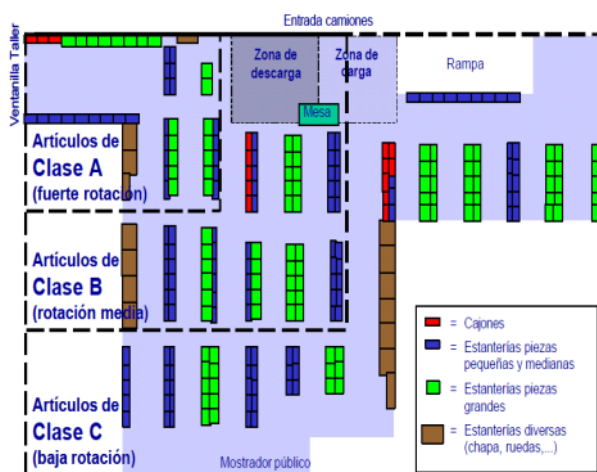 Entrada camiones
Ventanilla Taller
Zona de
descarga
Zona de
carga
Rampa
Mesa
Artículos de
Clase A
(fuerte rotación)
Artículos de
Clase B
(rotación media)
Artículos de
Clase C
(baja rotación)
Mostrador público
= Cajones
= Estanterías piezas
pequeñas y medianas
= Estanterías piezas
grandes
= Estanterías diversas
(chapa, ruedas,...)